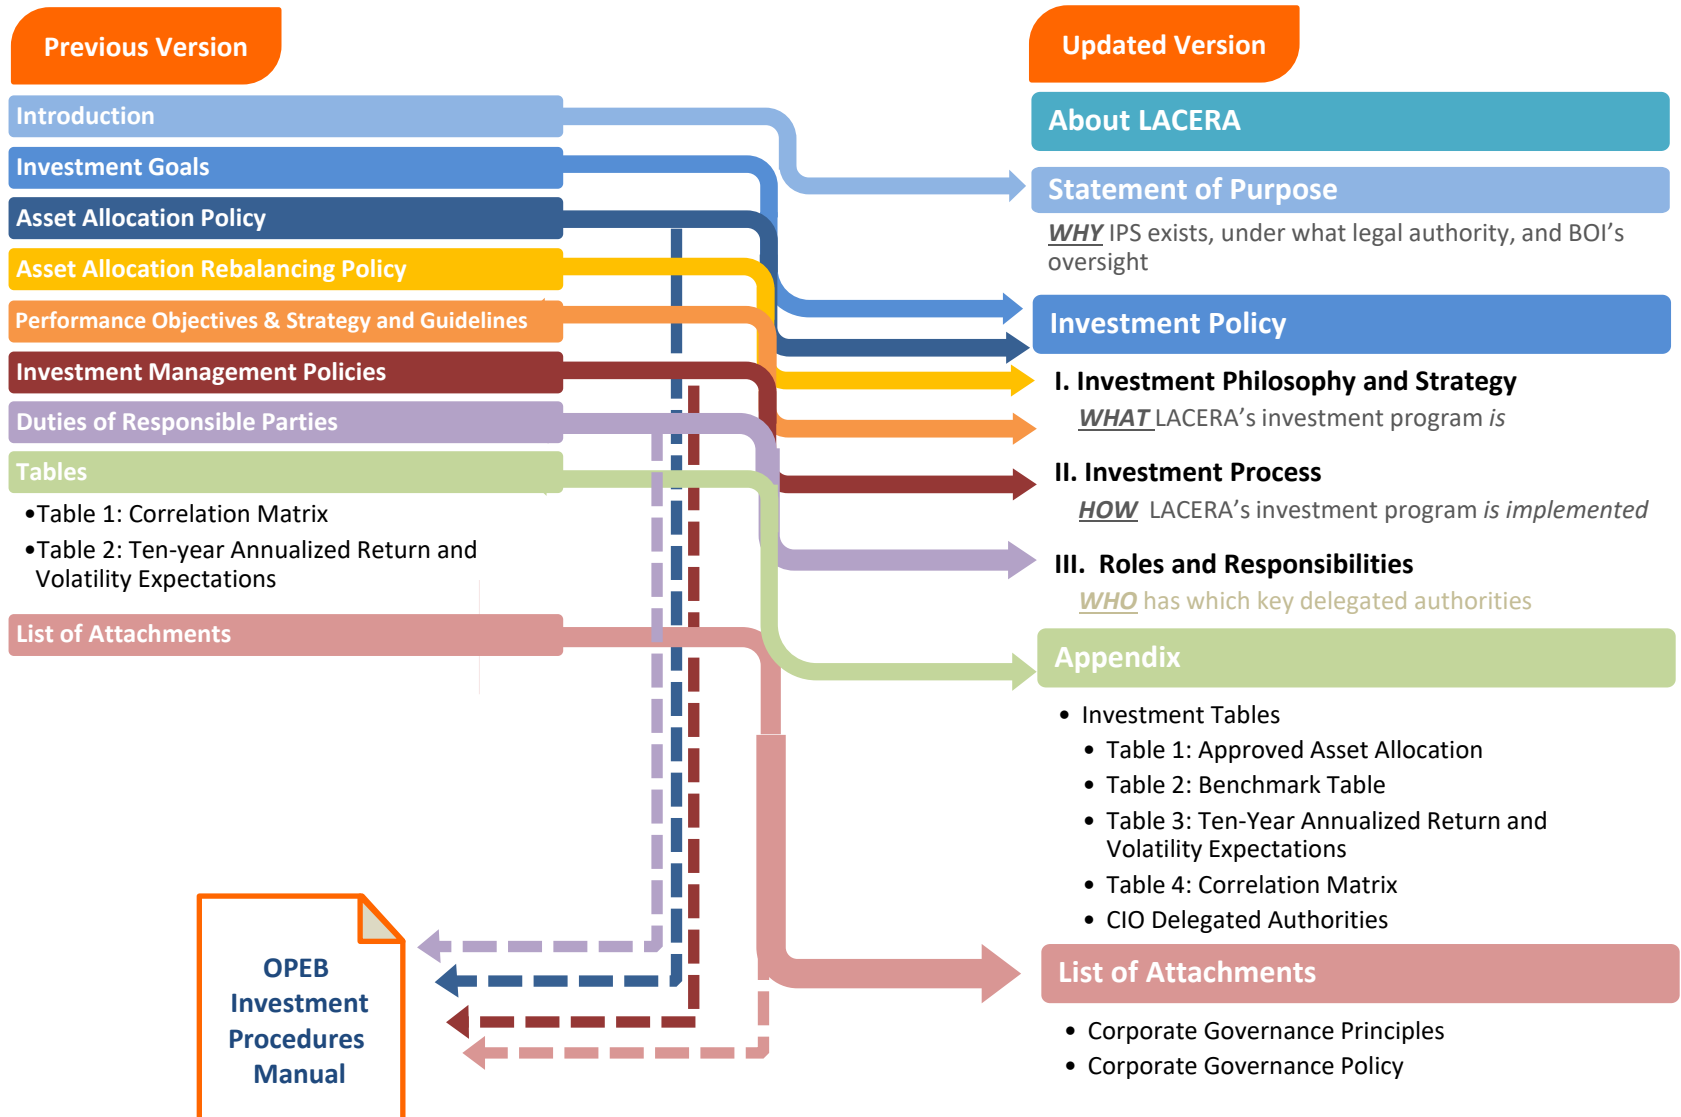 Previous Version
Introduction
Investment Goals
Asset Allocation Policy
Asset Allocation Rebalancing Policy
Performance Objectives & Strategy and Guidelines
Investment Management Policies
Duties of Responsible Parties
Tables
•Table 1: Correlation Matrix
•Table 2: Ten-year Annualized Return and
Volatility Expectations
List of Attachments
OPEB
Investment
Procedures
Manual
Updated Version
About LACERA
Statement of Purpose
WHY IPS exists, under what legal authority, and BOI’s
oversight
Investment Policy
I. Investment Philosophy and Strategy
WHAT LACERA’s investment program is
II. Investment Process
HOW LACERA’s investment program is implemented
III. Roles and Responsibilities
WHO has which key delegated authorities
Appendix
• Investment Tables
• Table 1: Approved Asset Allocation
• Table 2: Benchmark Table
• Table 3: Ten-Year Annualized Return and
Volatility Expectations
• Table 4: Correlation Matrix
• CIO Delegated Authorities
List of Attachments
• Corporate Governance Principles
• Corporate Governance Policy